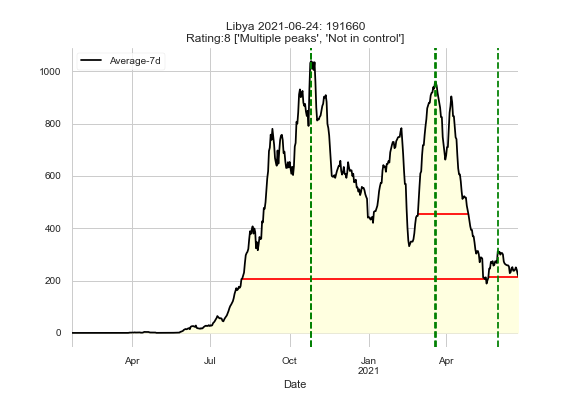 Libya 2021-06-24: 191660
Rating:8 ['Multiple peaks', 'Not in control']
Average-7d
1000
800
600
400
200
0
Apr Jul Oct Jan Apr
2021
Date